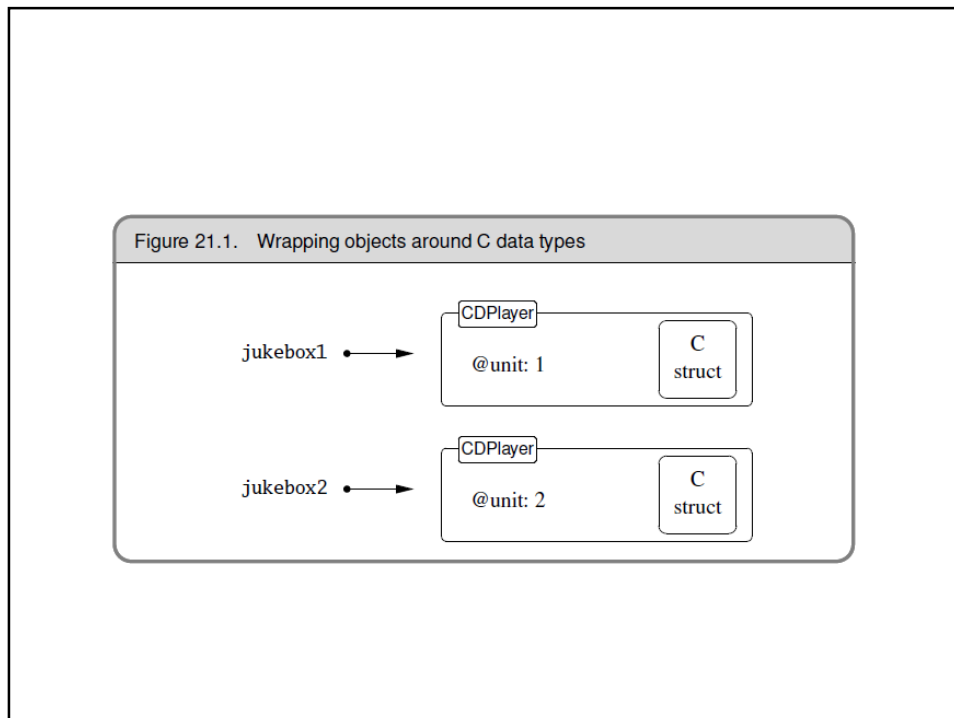 Figure 21.1. Wrapping objects around C data types
CDPlayer
jukebox1
@unit: 1
C
struct
CDPlayer
jukebox2
@unit: 2
C
struct